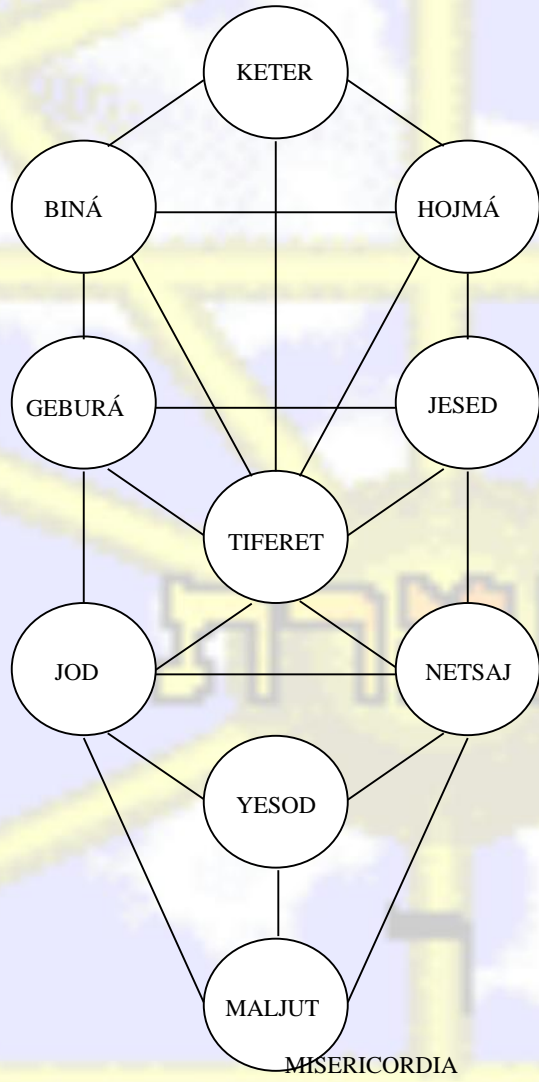 KETER
BINÁ
HOJMÁ
GEBURÁ
JESED
TIFERET
JOD
NETSAJ
YESOD
MALJUT
MISERICORDIA